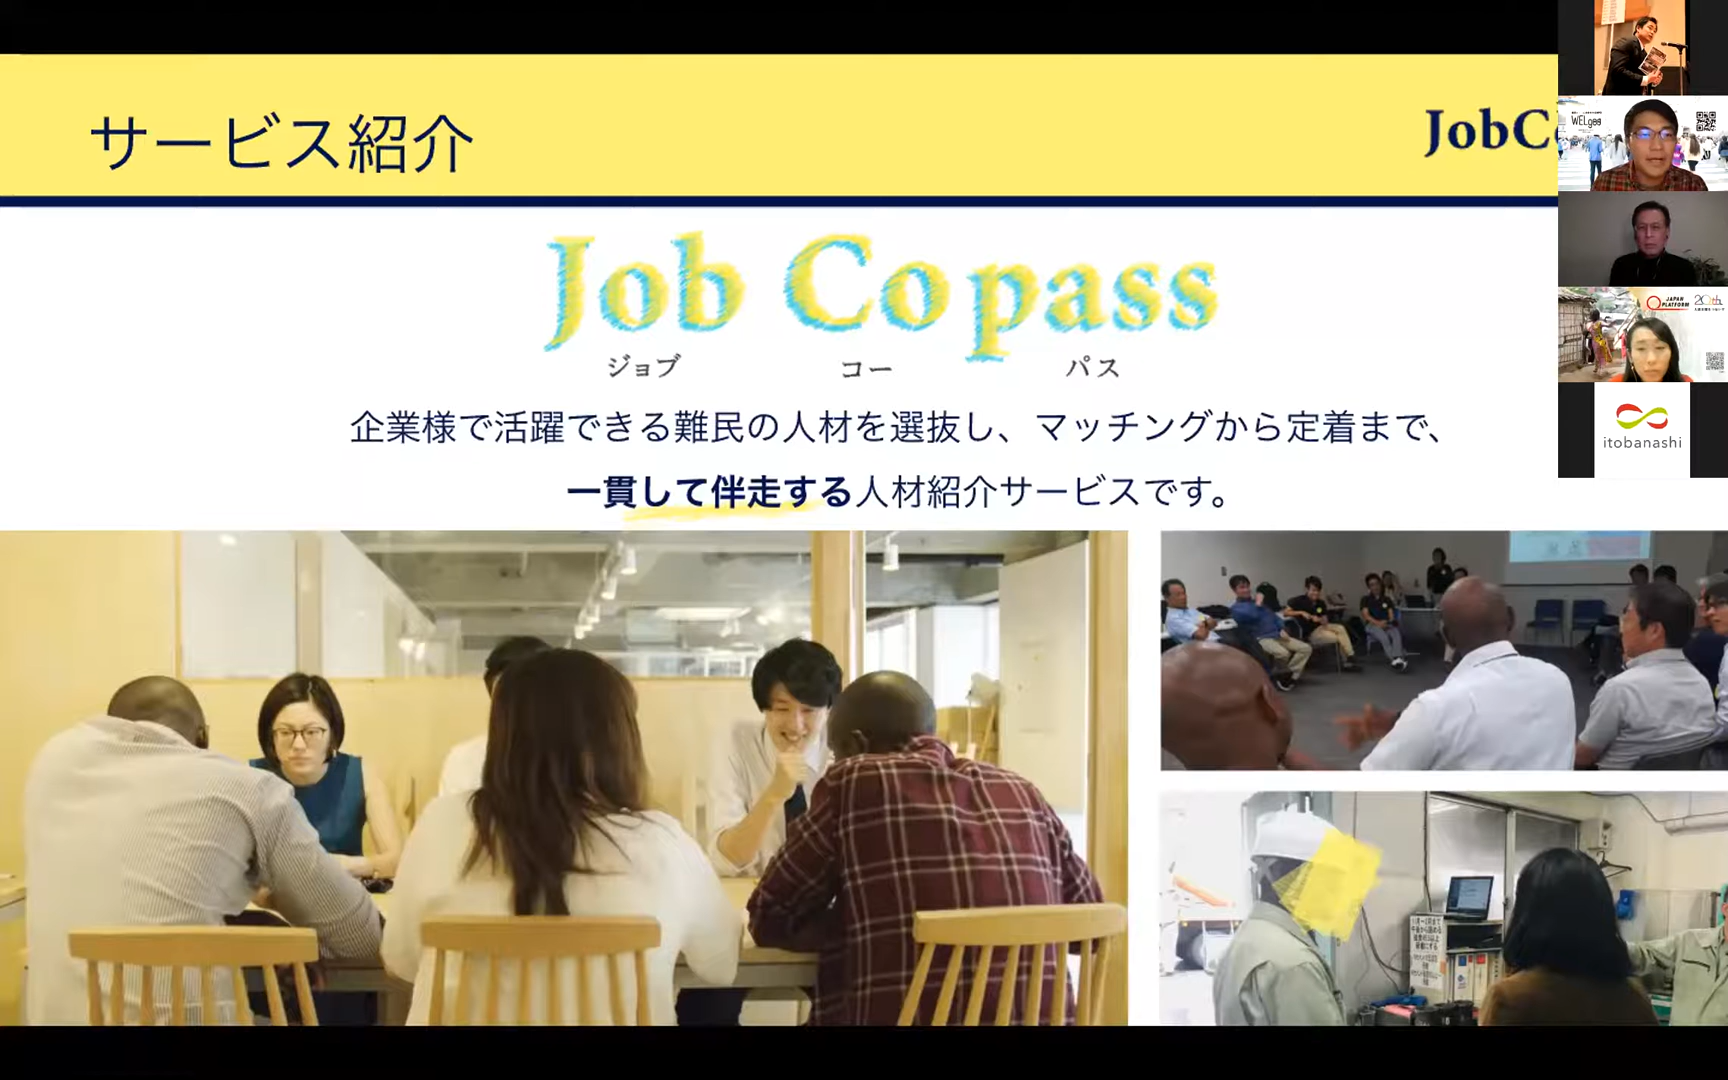 サービス紹介
JobC
Job Copass
ジョブ コー パス
企業様で活躍できる難民の人材を選抜し、マッチングから定着まで、
一貫して伴走する人材紹介サービスです。
WELgee
JAPAN PLATFORM
20th
itobanashi